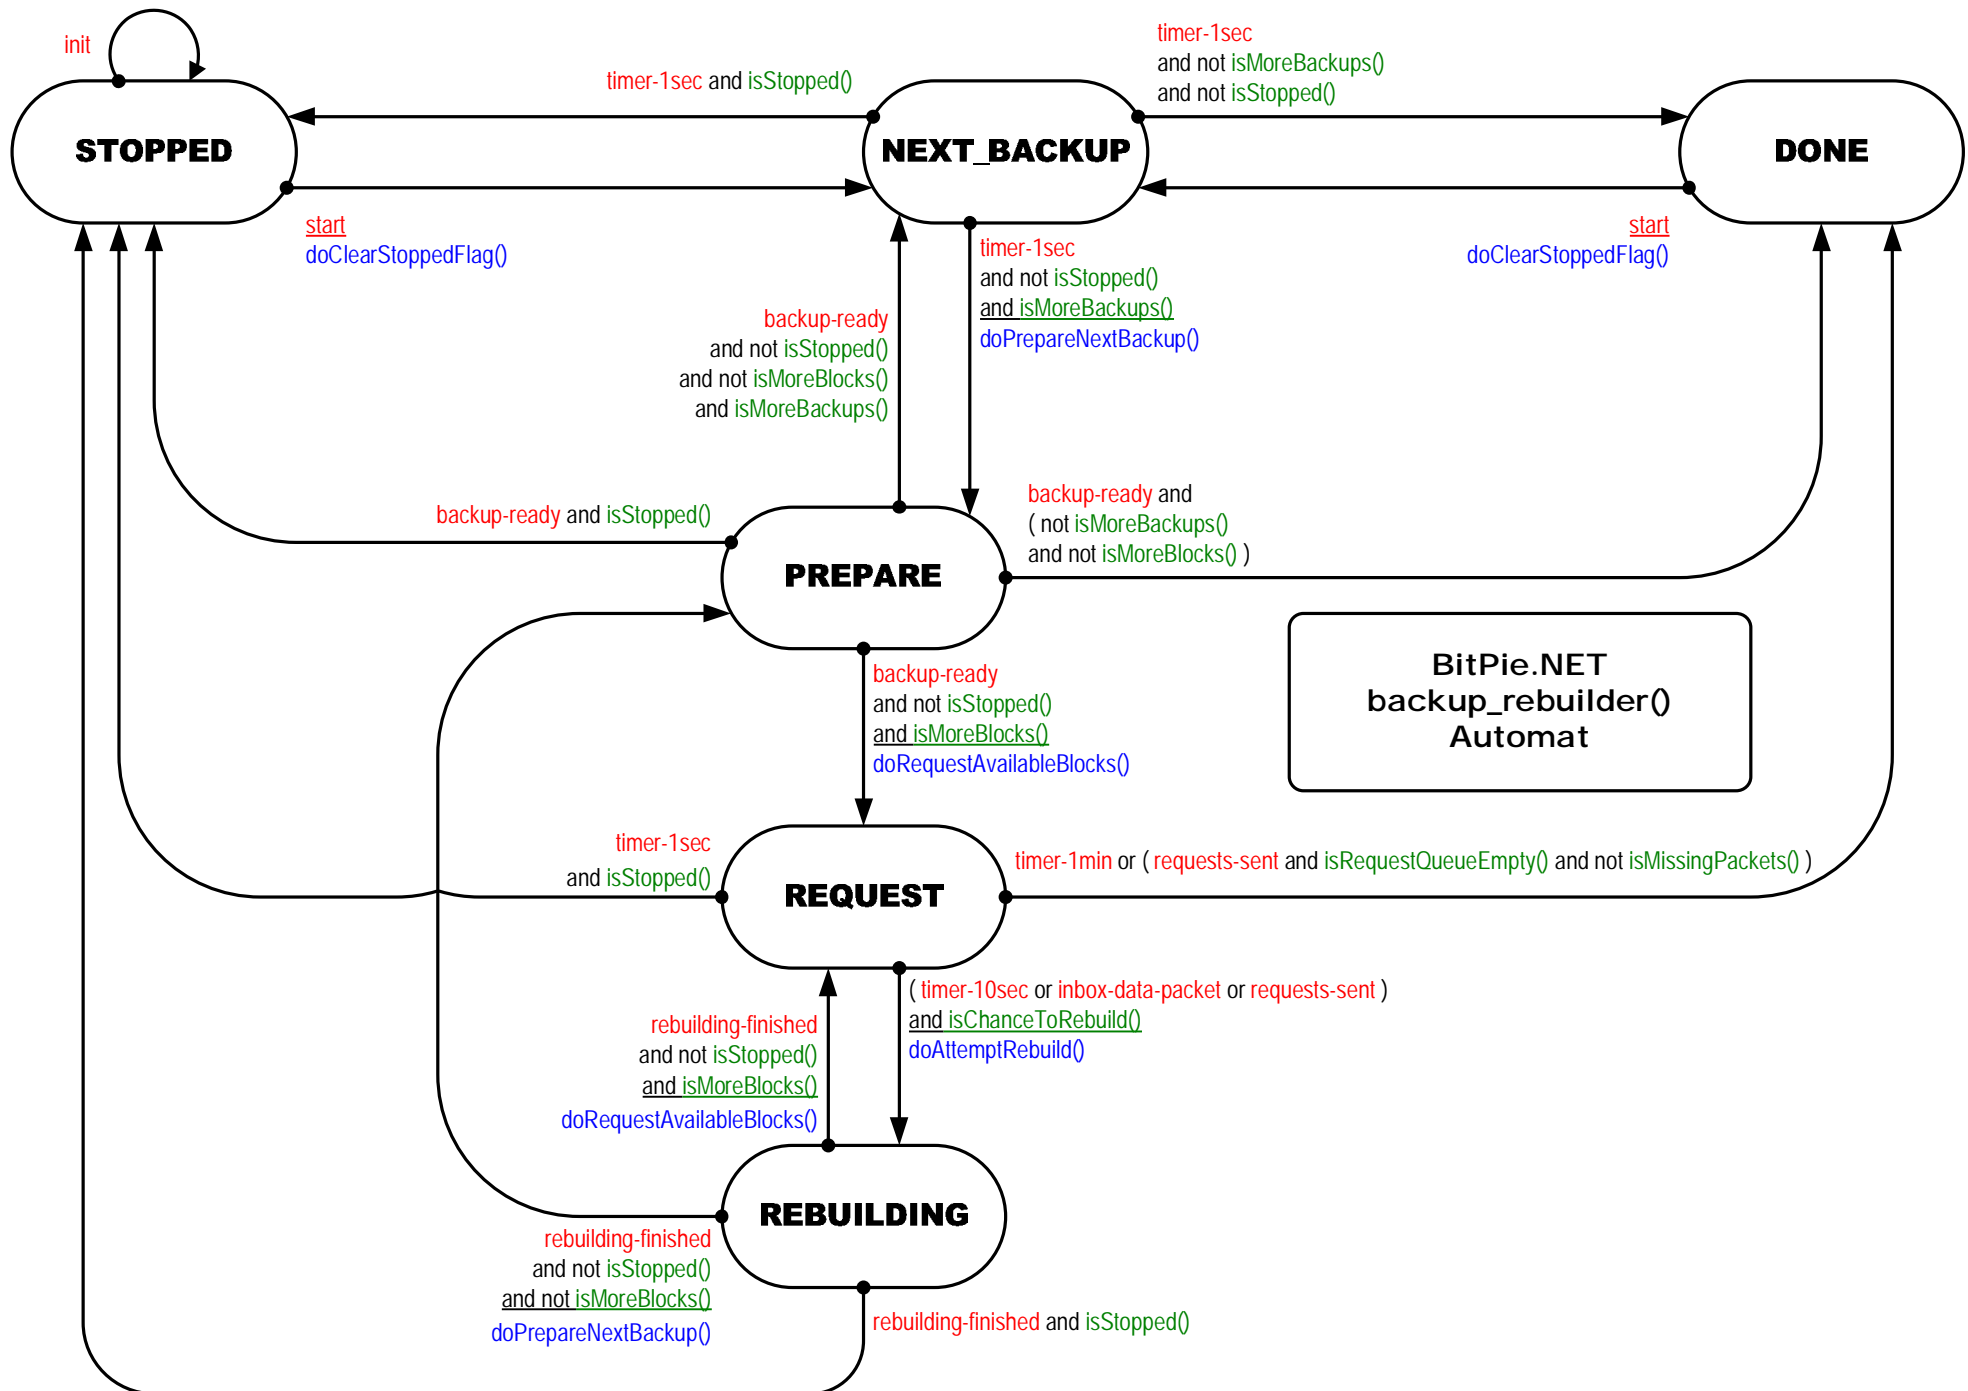 init
timer-1sec and isStopped()
timer-1sec
and not isMoreBackups()
and not isStopped()
STOPPED
NEXT_BACKUP
DONE
start
doClearStoppedFlag()
timer-1sec
and not isStopped()
and isMoreBackups()
doPrepareNextBackup()
start
doClearStoppedFlag()
backup-ready
and not isStopped()
and not isMoreBlocks()
and isMoreBackups()
backup-ready and isStopped()
backup-ready and
( not isMoreBackups()
and not isMoreBlocks() )
PREPARE
BitPie.NET
backup_rebuilder()
Automat
backup-ready
and not isStopped()
and isMoreBlocks()
doRequestAvailableBlocks()
timer-1sec
and isStopped()
timer-1min or ( requests-sent and isRequestQueueEmpty() and not isMissingPackets() )
REQUEST
( timer-10sec or inbox-data-packet or requests-sent )
and isChanceToRebuild()
doAttemptRebuild()
rebuilding-finished
and not isStopped()
and isMoreBlocks()
doRequestAvailableBlocks()
REBUILDING
rebuilding-finished
and not isStopped()
and not isMoreBlocks()
doPrepareNextBackup()
rebuilding-finished and isStopped()